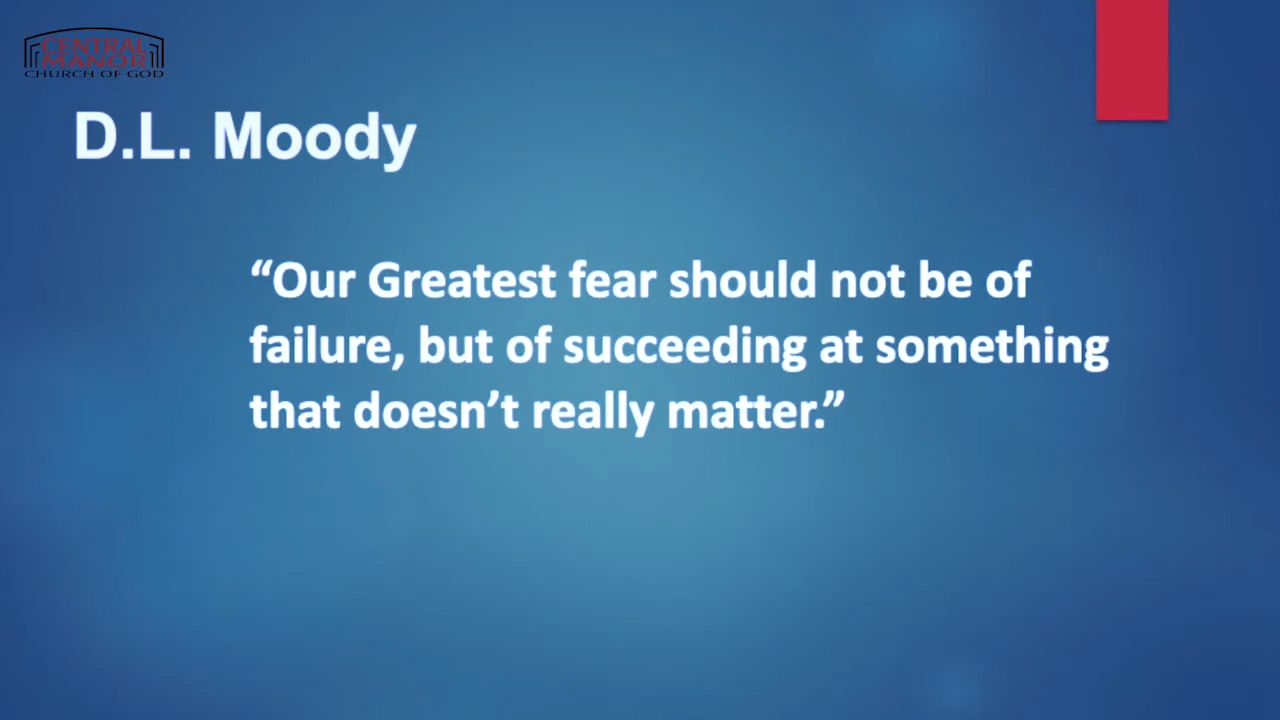 CENTRAL
MANOR
CHURCH OF GOD
D.L. Moody
“Our Greatest fear should not be of
failure, but of succeeding at something
that doesn’t really matter.”